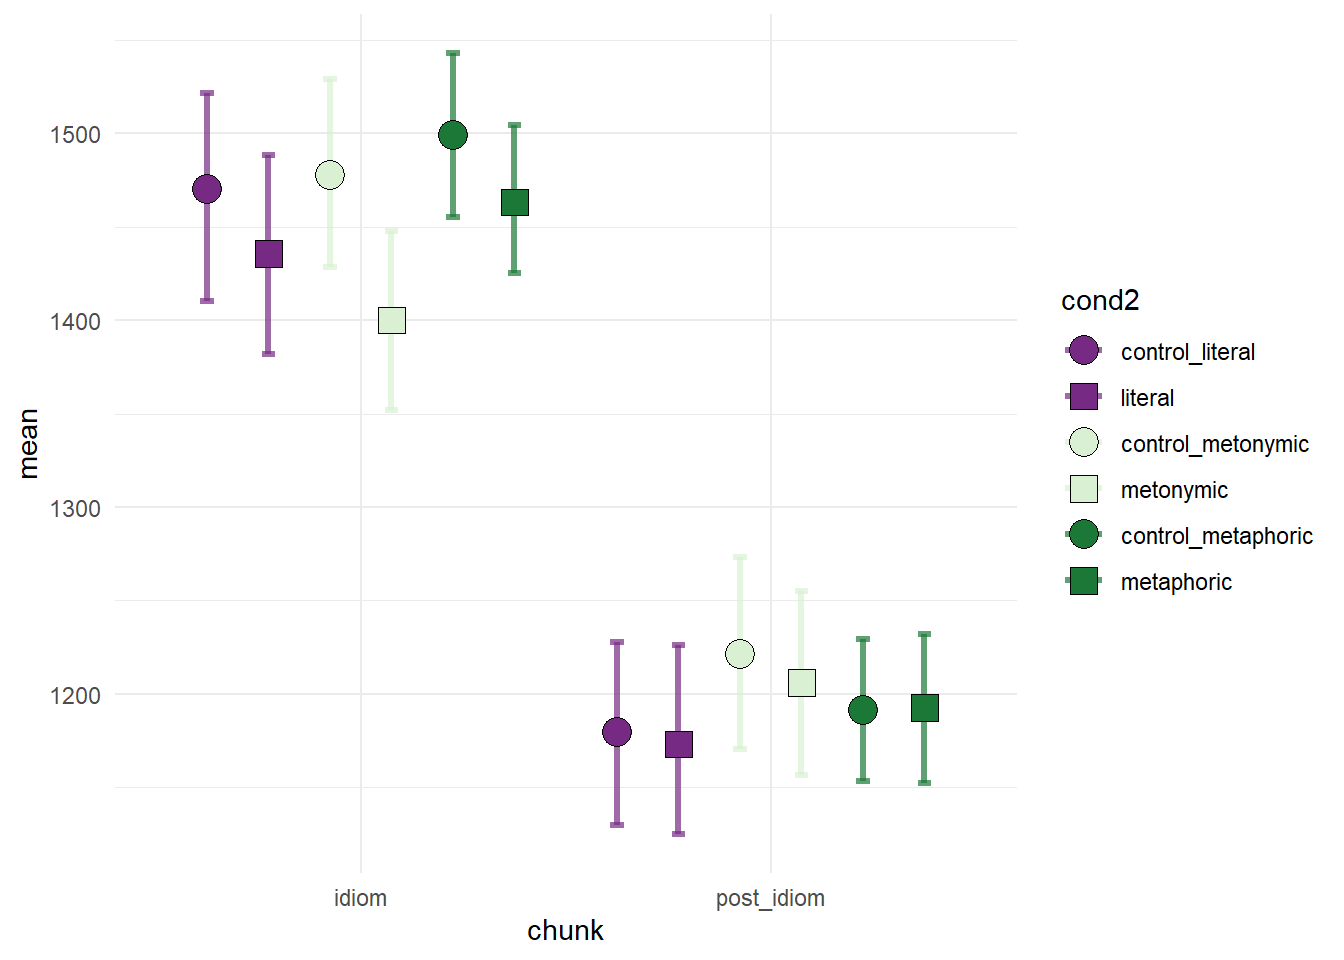 1500
1400
1300
1200
mean
idiom
post_idiom
chunk
cond2
control_literal
literal
control_metonymic
metonymic
control_metaphoric
metaphoric